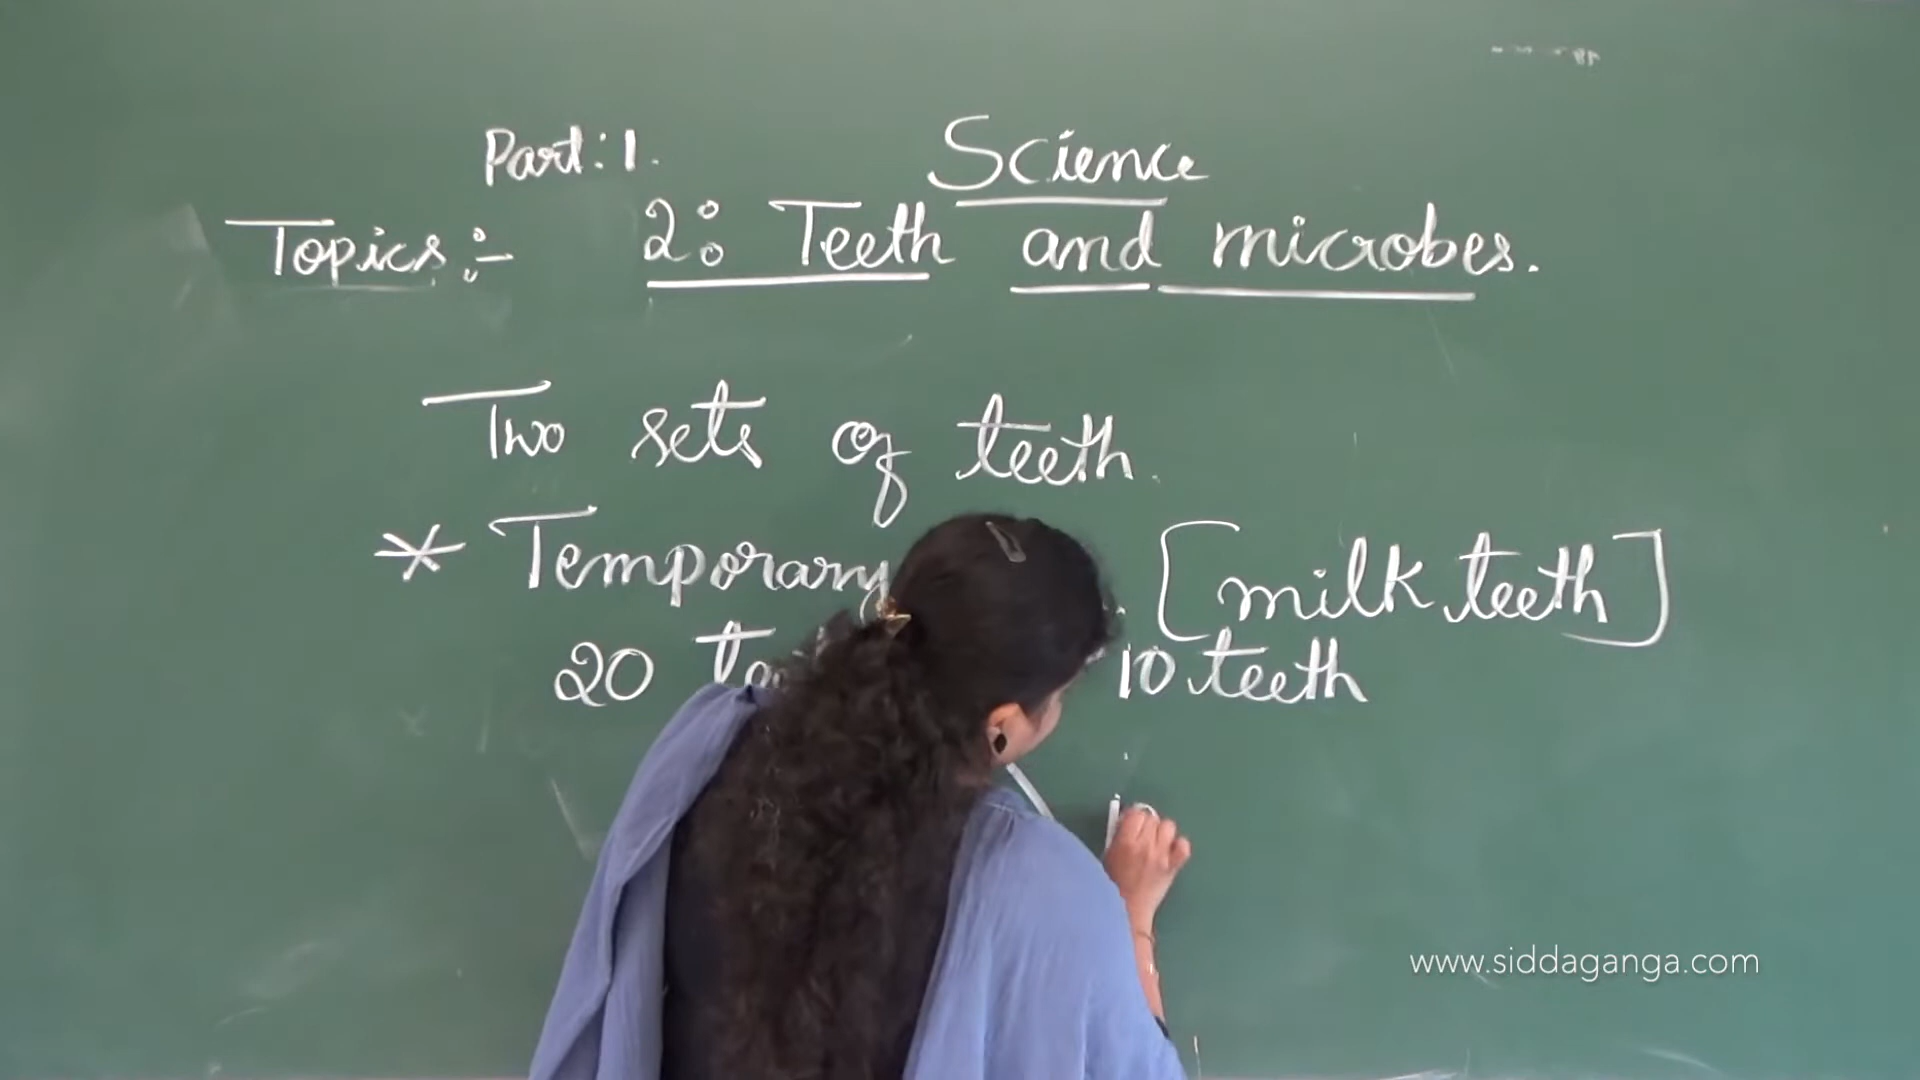 Part: 1.
Science
Topics :- 2: Teeth and microbes.
Two sets of teeth.
* Temporary [milk teeth]
20 10 teeth
www.siddaganga.com